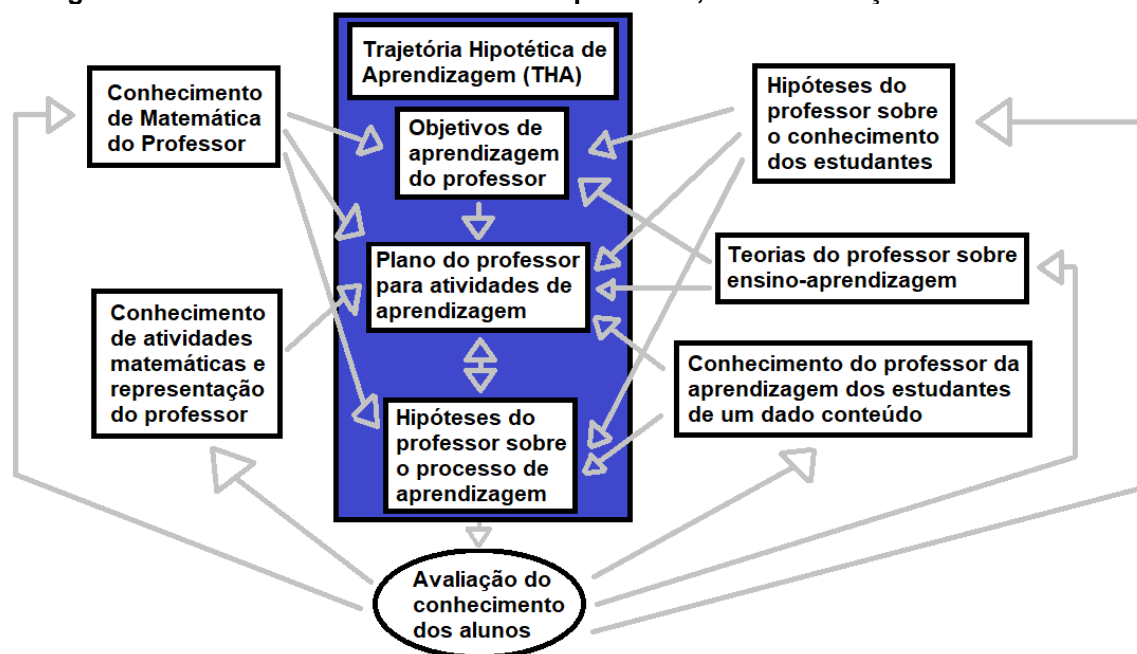 Trajetória Hipotética de
Aprendizagem (THA)
Conhecimento
de Matemática
do Professor
Objetivos de
aprendizagem
do professor
Hipóteses do
professor sobre
o conhecimento
dos estudantes
Plano do professor
para atividades de
aprendizagem
Teorias do professor sobre
ensino-aprendizagem
Conhecimento
de atividades
matemáticas e
representação
do professor
Conhecimento do professor da
aprendizagem dos estudantes
de um dado conteúdo
Hipóteses do
professor sobre
o processo de
aprendizagem
Avaliação do
conhecimento
dos alunos